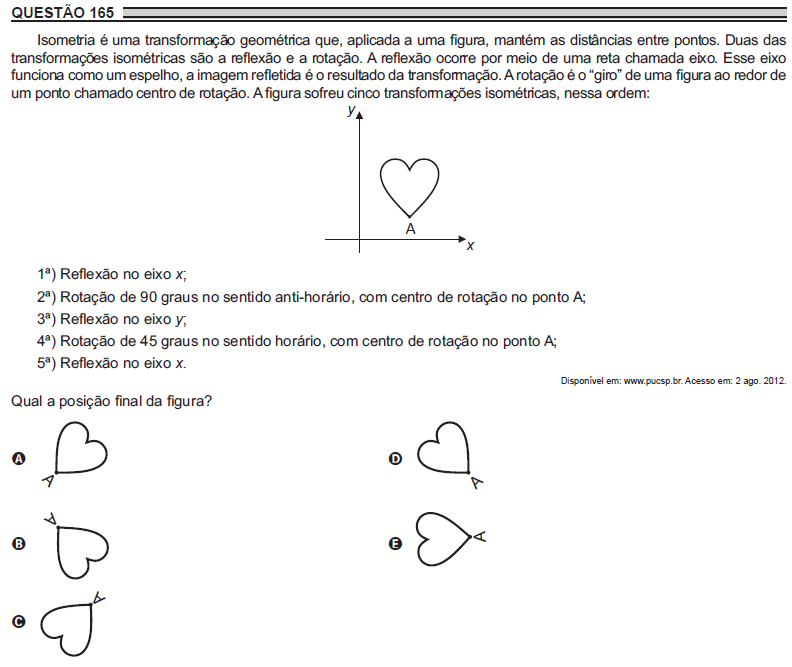 QUESTÃO 165
Isometria é uma transformação geométrica que, aplicada a uma figura, mantém as distâncias entre pontos. Duas das
transformações isométricas são a reflexão e a rotação. A reflexão ocorre por meio de uma reta chamada eixo. Esse eixo
funciona como um espelho, a imagem refletida é o resultado da transformação. A rotação é o “giro” de uma figura ao redor de
um ponto chamado centro de rotação. A figura sofreu cinco transformações isométricas, nessa ordem:
y
A
x
1ª) Reflexão no eixo x;
2ª) Rotação de 90 graus no sentido anti-horário, com centro de rotação no ponto A;
3ª) Reflexão no eixo y;
4ª) Rotação de 45 graus no sentido horário, com centro de rotação no ponto A;
5ª) Reflexão no eixo x.
Disponível em: www.pucsp.br. Acesso em: 2 ago. 2012.
Qual a posição final da figura?
A
A
B
A
C
A
D
A
E
A